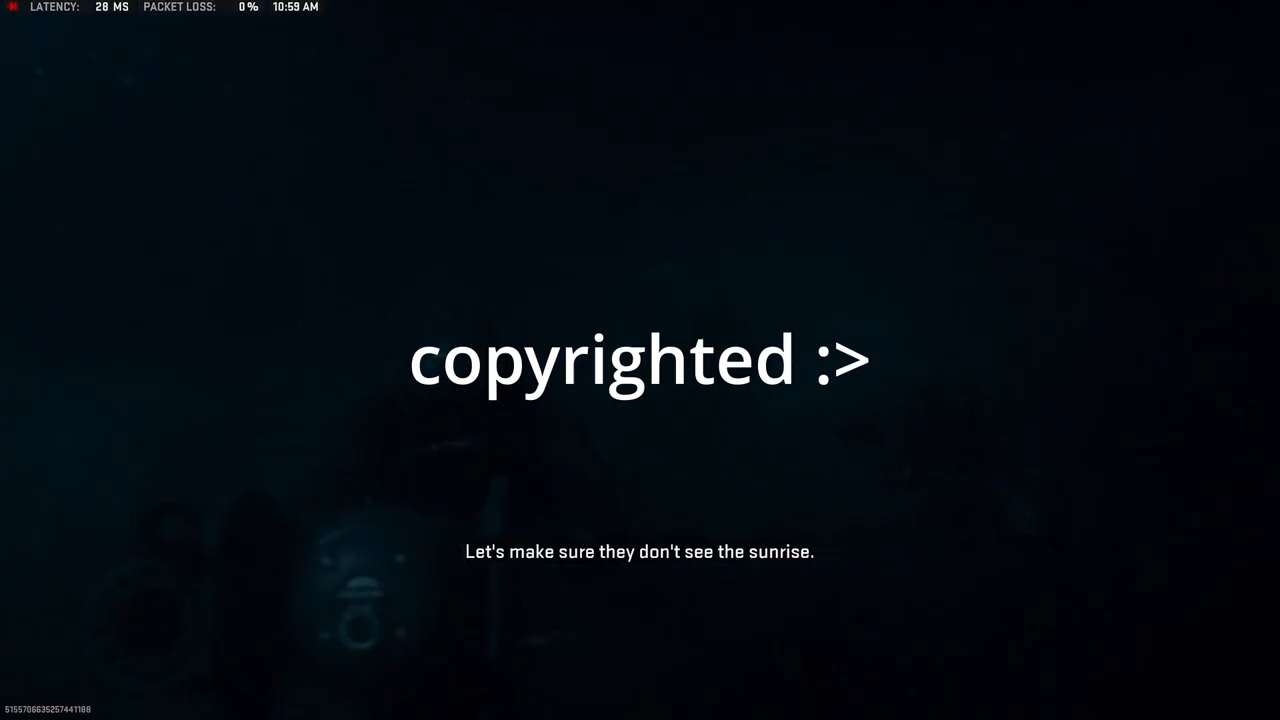 LATENCY: 28 MS PACKET LOSS: 0% 10:59 AM
copyrighted :>
Let's make sure they don't see the sunrise.
5155706635257441188